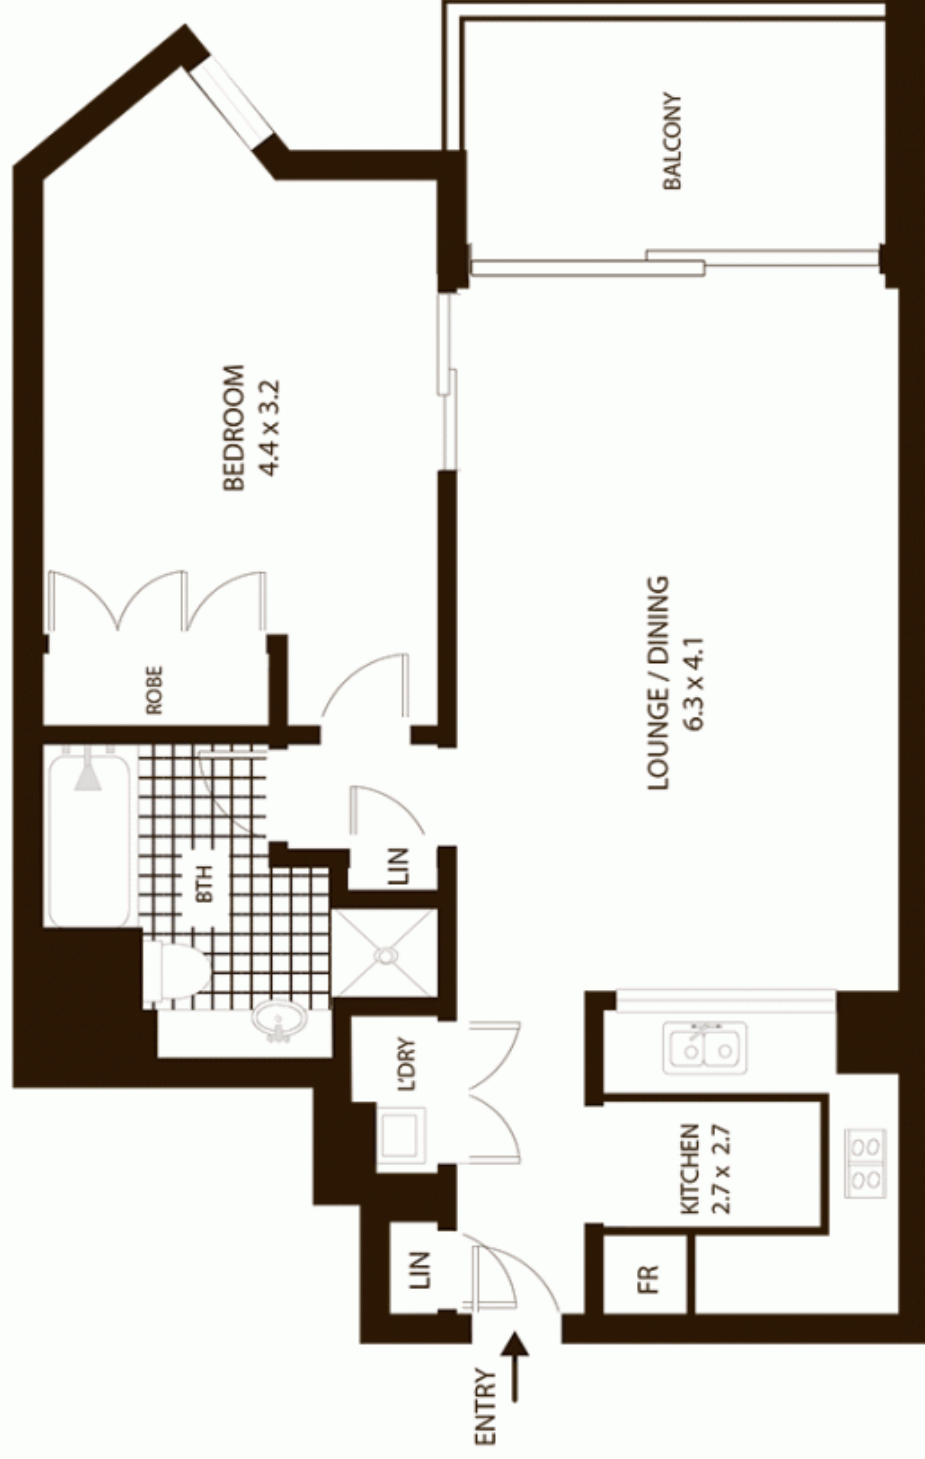 BALCONY
BEDROOM
4.4 x 3.2
ROBE
LOUNGE / DINING
6.3 x 4.1
BTH
LIN
L'DRY
KITCHEN
2.7 x 2.7
LIN
FR
ENTRY